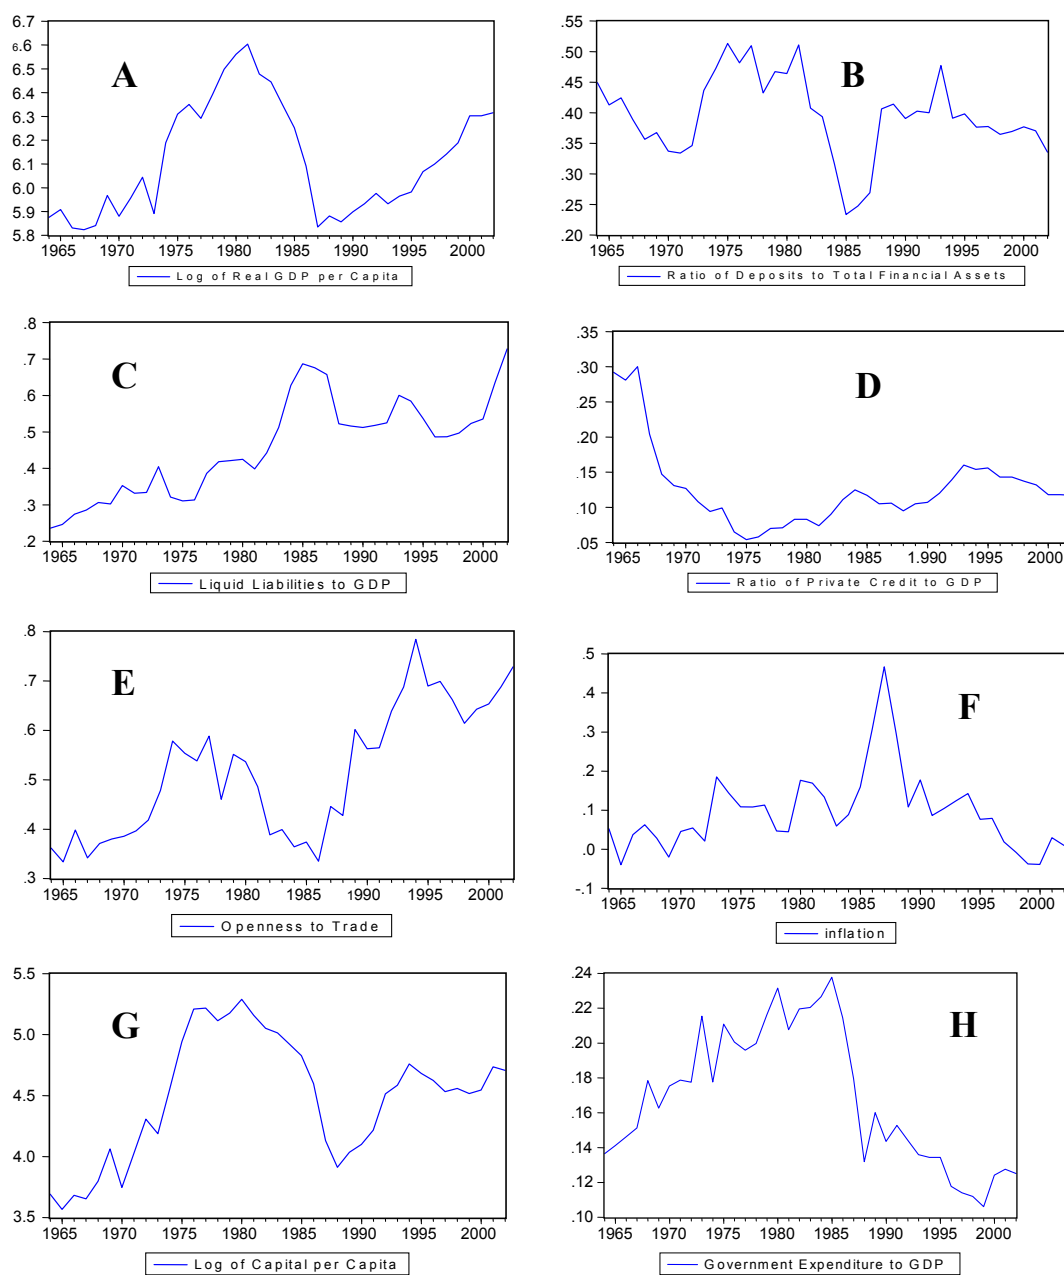 6.7
6.6
6.5
6.4
6.3
6.2
6.1
6.0
5.9
5.8
A
1965 1970 1975 1980 1985 1990 1995 2000
Log of Real GDP per Capita
.55
.50
.45
.40
.35
.30
.25
.20
B
1965 1970 1975 1980 1985 1990 1995 2000
Ratio of Deposits to Total Financial Assets
.8
.7
.6
.5
.4
.3
.2
C
1965 1970 1975 1980 1985 1990 1995 2000
Liquid Liabilities to GDP
.35
.30
.25
.20
.15
.10
.05
D
1965 1970 1975 1980 1985 1.990 1995 2000
Ratio of Private Credit to GDP
.8
.7
.6
.5
.4
.3
E
1965 1970 1975 1980 1985 1990 1995 2000
Openness to Trade
.5
.4
.3
.2
.1
.0
-.1
F
1965 1970 1975 1980 1985 1990 1995 2000
inflation
5.5
5.0
4.5
4.0
3.5
G
1965 1970 1975 1980 1985 1990 1995 2000
Log of Capital per Capita
.24
.22
.20
.18
.16
.14
.12
.10
H
1965 1970 1975 1980 1985 1990 1995 2000
Government Expenditure to GDP